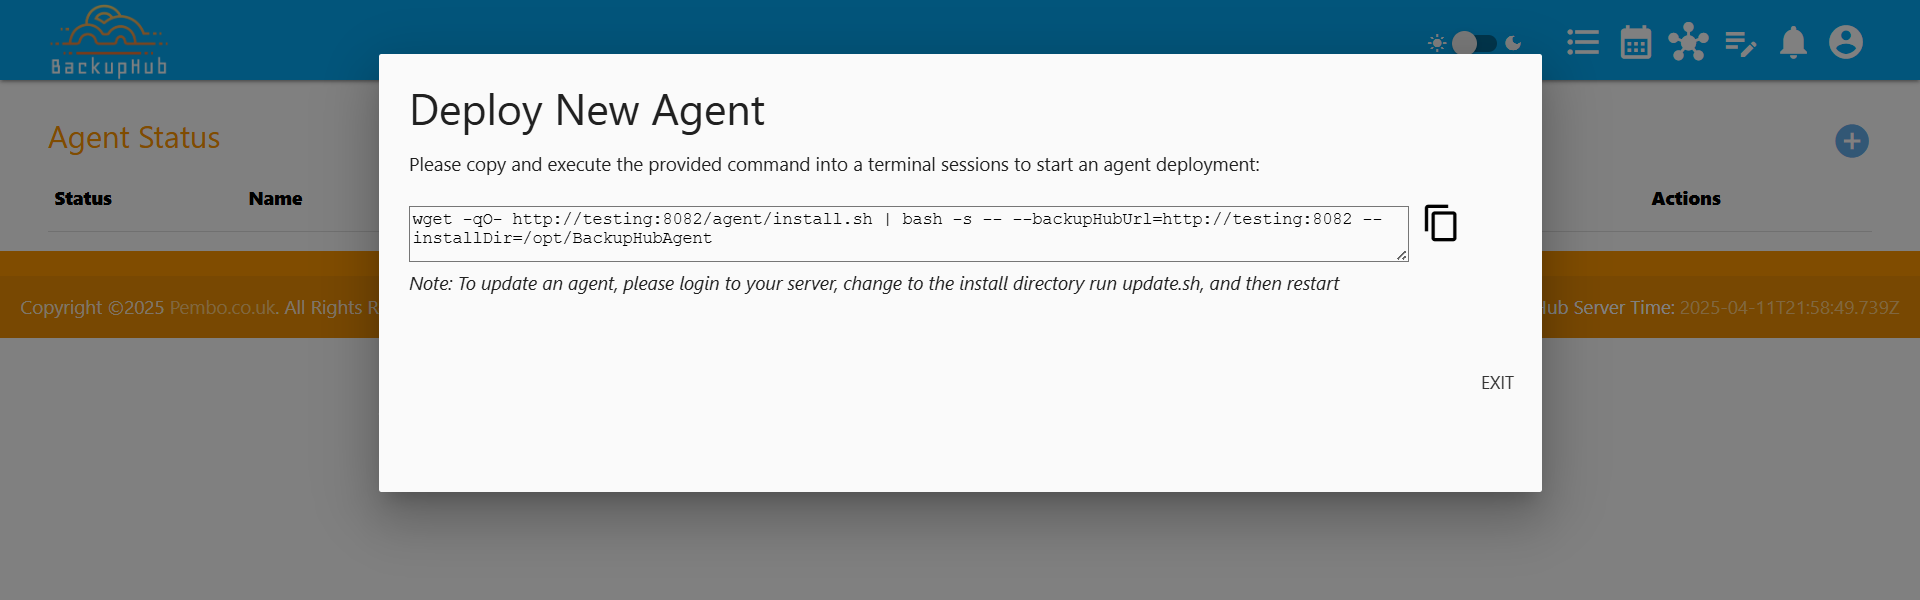 BackupHub
Deploy New Agent
Agent Status
Please copy and execute the provided command into a terminal sessions to start an agent deployment:
Status Name Actions
wget -qO- http://testing:8082/agent/install.sh | bash -s -- --backupHubUrl=http://testing:8082 --
installDir=/opt/BackupHubAgent
Note: To update an agent, please login to your server, change to the install directory run update.sh, and then restart
Copyright ©2025 Pembo.co.uk. All Rights R
Hub Server Time: 2025-04-11T21:58:49.739Z
EXIT